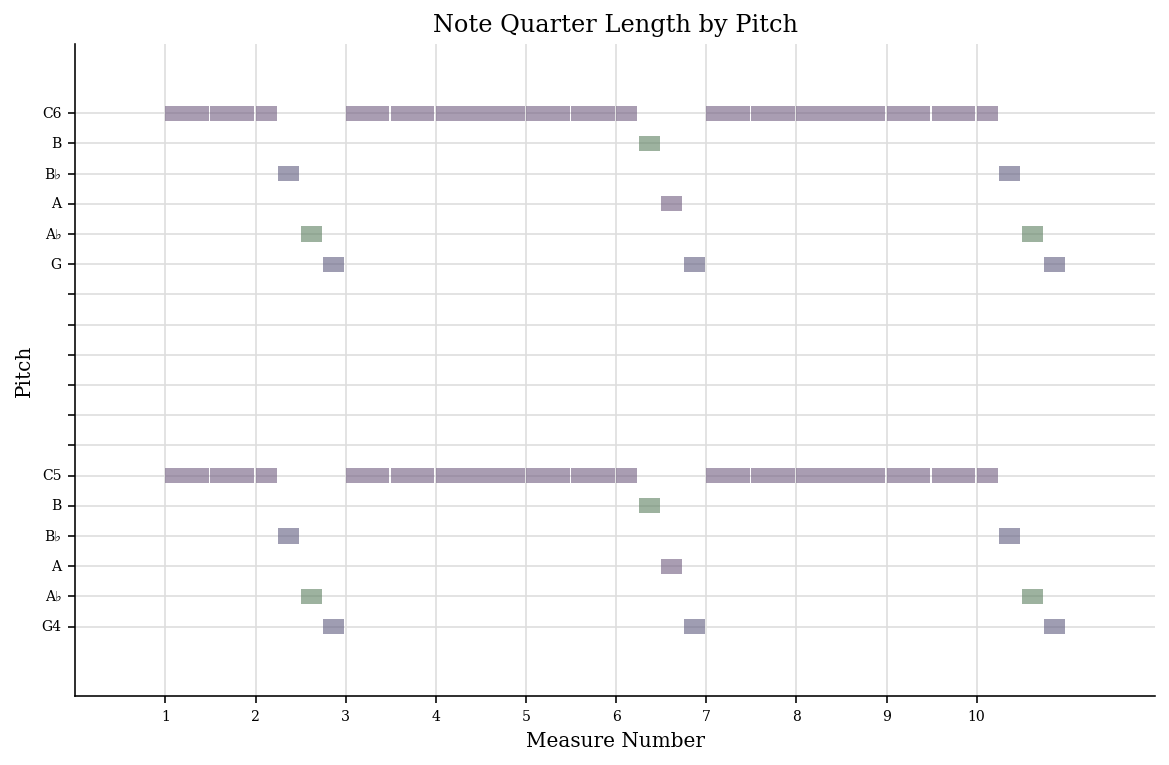 Note Quarter Length by Pitch
C6
B
B♭
A
A♭
G
Pitch
C5
B
B♭
A
A♭
G4
1 2 3 4 5 6 7 8 9 10
Measure Number